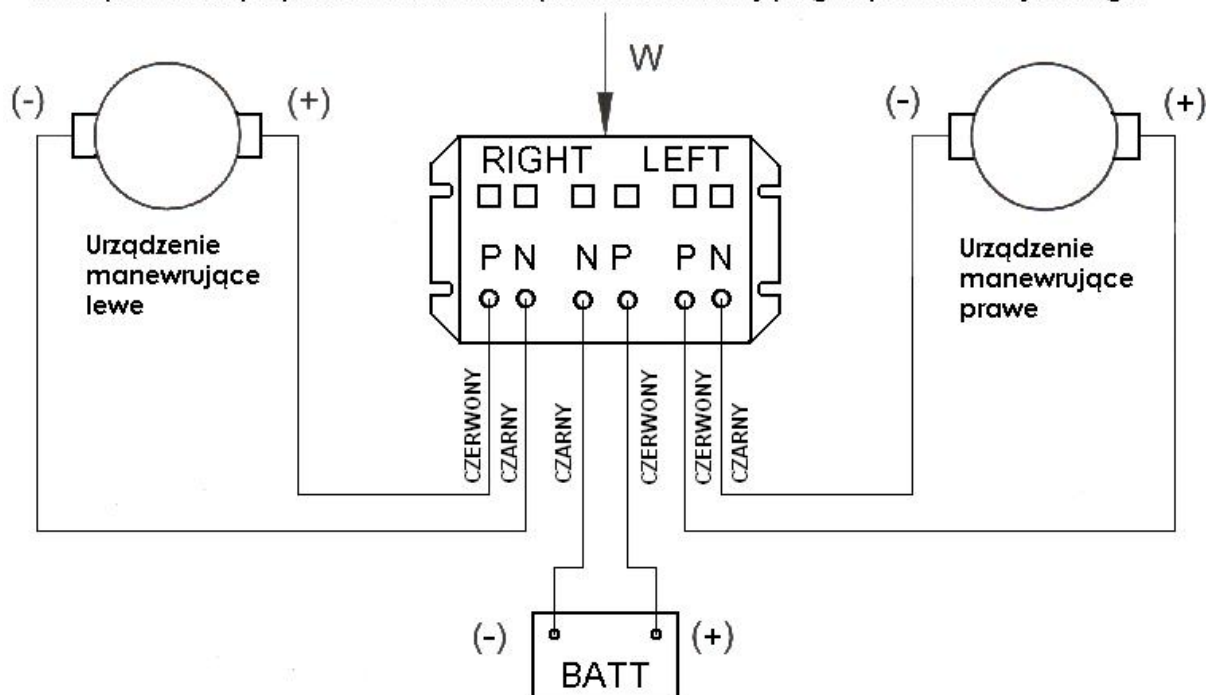 W
(-)
(+)
(-)
(+)
RIGHT LEFT
P N N P P N
Urządzenie
manewrujące
lewe
Urządzenie
manewrujące
prawe
CZERWONY
CZARNY
CZARNY
CZERWONY
CZERWONY
CZARNY
(-)
(+)
BATT